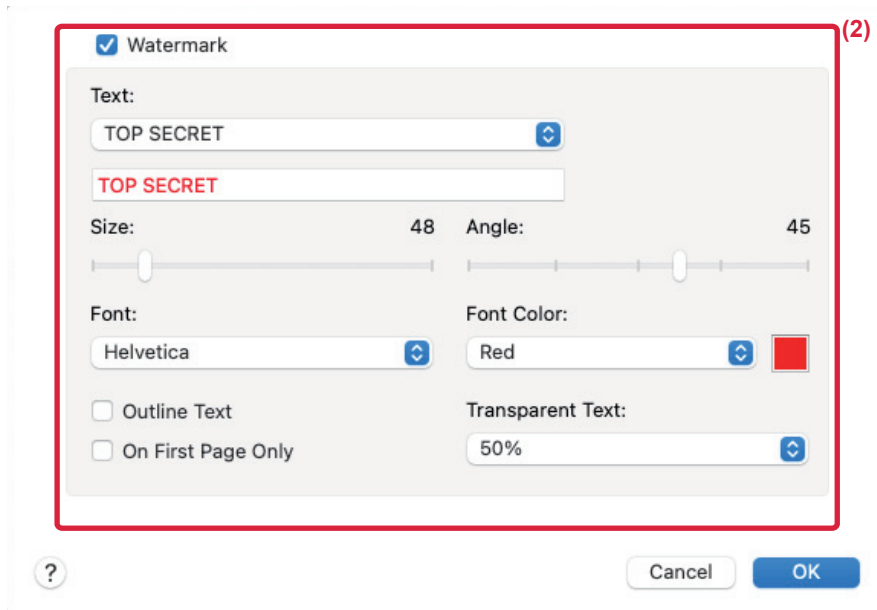 (2)
Watermark
Text:
TOP SECRET
TOP SECRET
Size: 48 Angle: 45
Font: Font Color:
Helvetica Red
Outline Text Transparent Text:
On First Page Only 50%
? Cancel OK